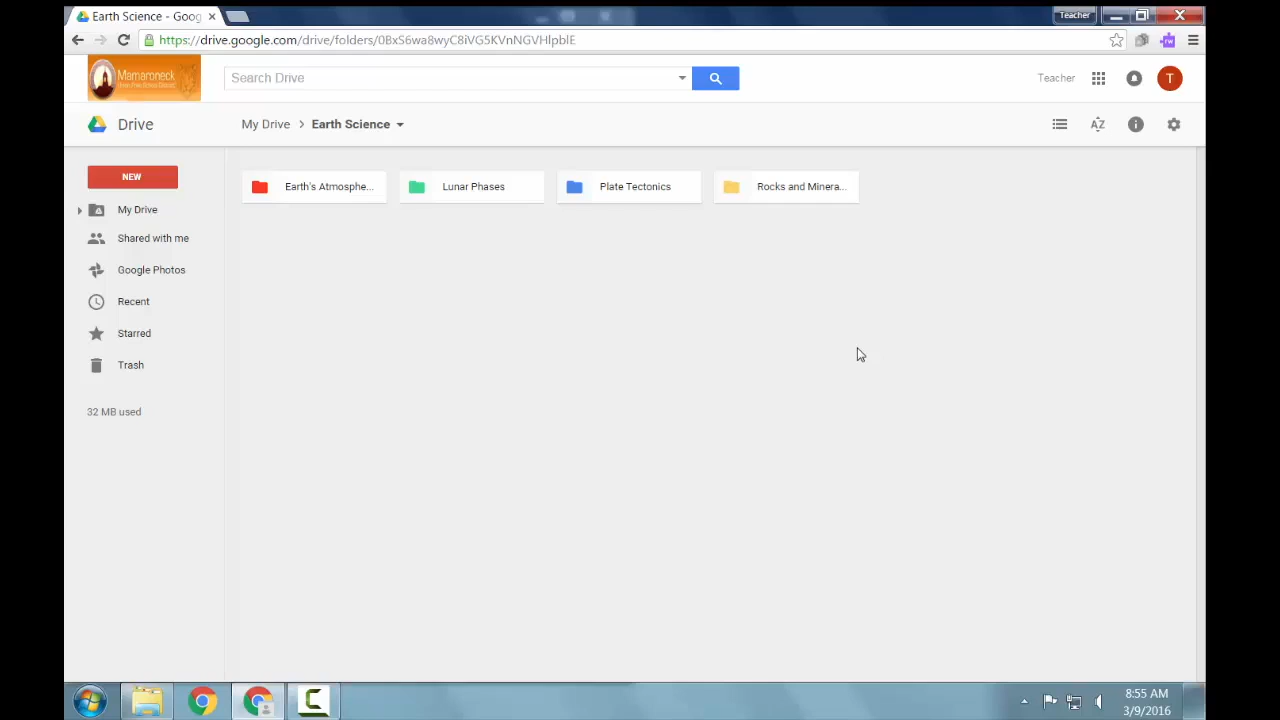 Earth Science - Goog
Teacher
https://drive.google.com/drive/folders/0BxS6wa8wyC8iVG5KVnNGVHlpblE
Mamaroneck
Search Drive
Teacher
T
Drive
My Drive > Earth Science
AZ
NEW
Earth's Atmosphe...
Lunar Phases
Plate Tectonics
Rocks and Minera...
My Drive
Shared with me
Google Photos
Recent
Starred
Trash
32 MB used
8:55 AM
3/9/2016